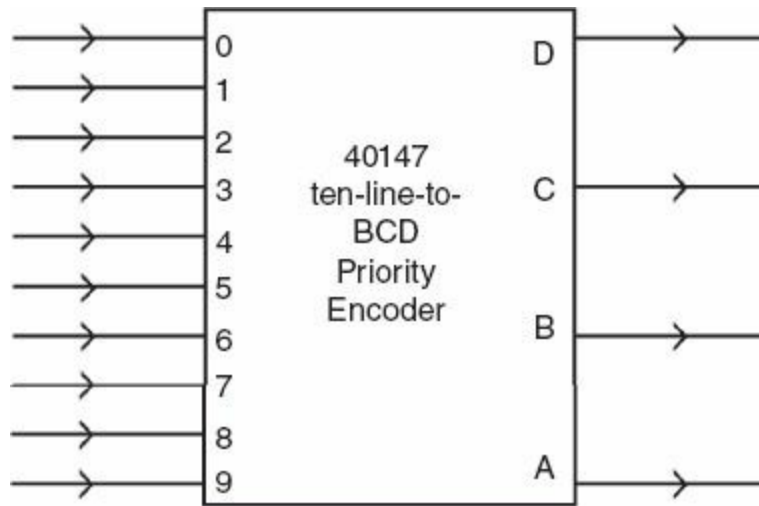 0
1
2
3
4
5
6
7
8
9
40147
ten-line-to-
BCD
Priority
Encoder
D
C
B
A